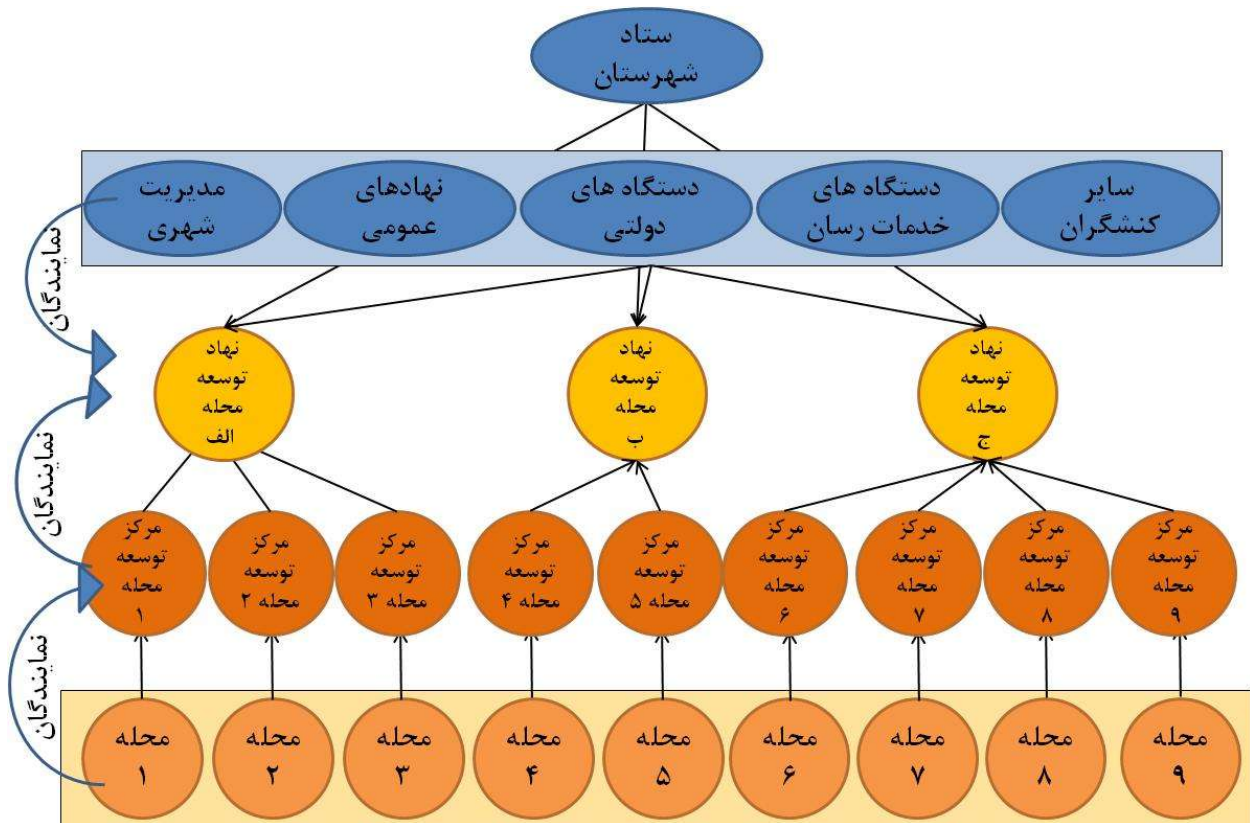 ستاد
شهرستان
سایر
کنشگران
دستگاه های
خدمات رسان
دستگاه های
دولتی
نهادهای
عمومی
مدیریت
شهری
نمایندگان
نهاد
توسعه
محله
ج
نهاد
توسعه
محله
ب
نهاد
توسعه
محله
الف
نمایندگان
مرکز
توسعه
محله
۹
مرکز
توسعه
محله
۸
مرکز
توسعه
محله
۷
مرکز
توسعه
محله
۶
مرکز
توسعه
محله ۵
مرکز
توسعه
محله ۴
مرکز
توسعه
محله ۳
مرکز
توسعه
محله ۲
مرکز
توسعه
محله
۱
نمایندگان
محله
۹
محله
۸
محله
۷
محله
۶
محله
۵
محله
۴
محله
۳
محله
۲
محله
۱